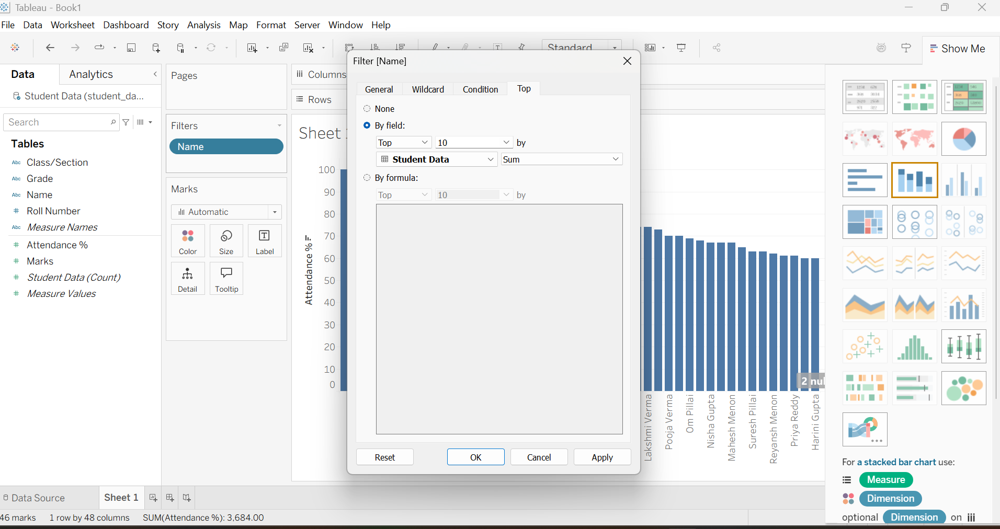 Tableau - Book1
File Data Worksheet Dashboard Story Analysis Map Format Server Window Help
Standard
Show Me
Data
Analytics
Student Data (student_da...
Search
Tables
Abc Class/Section
Abc Grade
Abc Name
# Roll Number
Abc Measure Names
# Attendance %
# Marks
# Student Data (Count)
# Measure Values
Pages
Filters
Name
Marks
Automatic
Color
Size
Label
Detail
Tooltip
Columns
Rows
Sheet
Filter [Name]
General
Wildcard
Condition
Top
None
By field:
Top 10 by
Student Data Sum
By formula:
Top 10 by
Reset
OK
Cancel
Apply
Attendance %
100
90
80
70
60
50
40
30
20
10
0
2 nul
Lakshmi Verma
Pooja Verma
Om Pillai
Nisha Gupta
Mahesh Menon
Suresh Pillai
Reyansh Menon
Priya Reddy
Harini Gupta
For a stacked bar chart use:
Measure
Dimension
optional Dimension on
Data Source
Sheet 1
46 marks 1 row by 48 columns SUM(Attendance %): 3,684.00